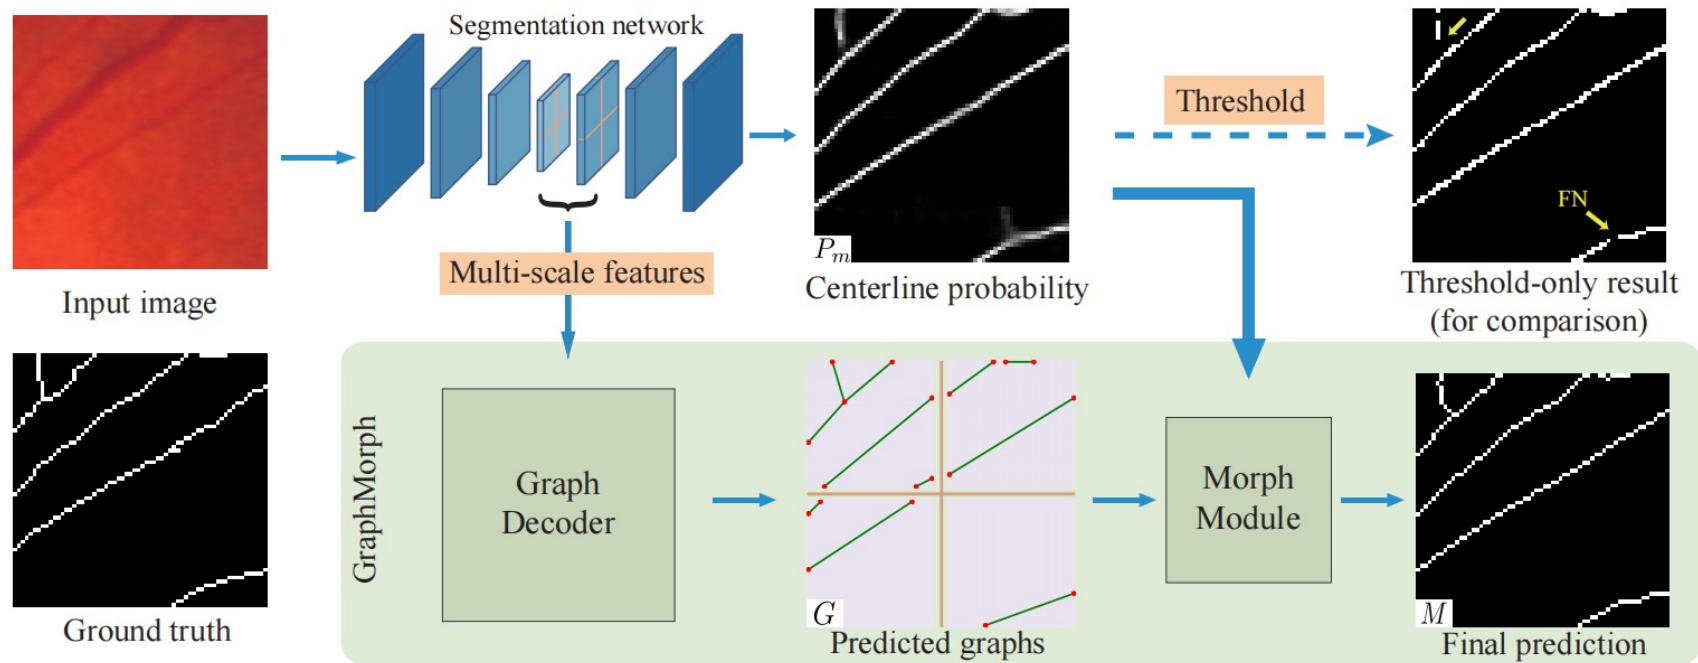 Segmentation network
Threshold
FN
Multi-scale features
P_m
Input image
Centerline probability
Threshold-only result
(for comparison)
GraphMorph
Graph
Decoder
Morph
Module
G
M
Ground truth
Predicted graphs
Final prediction